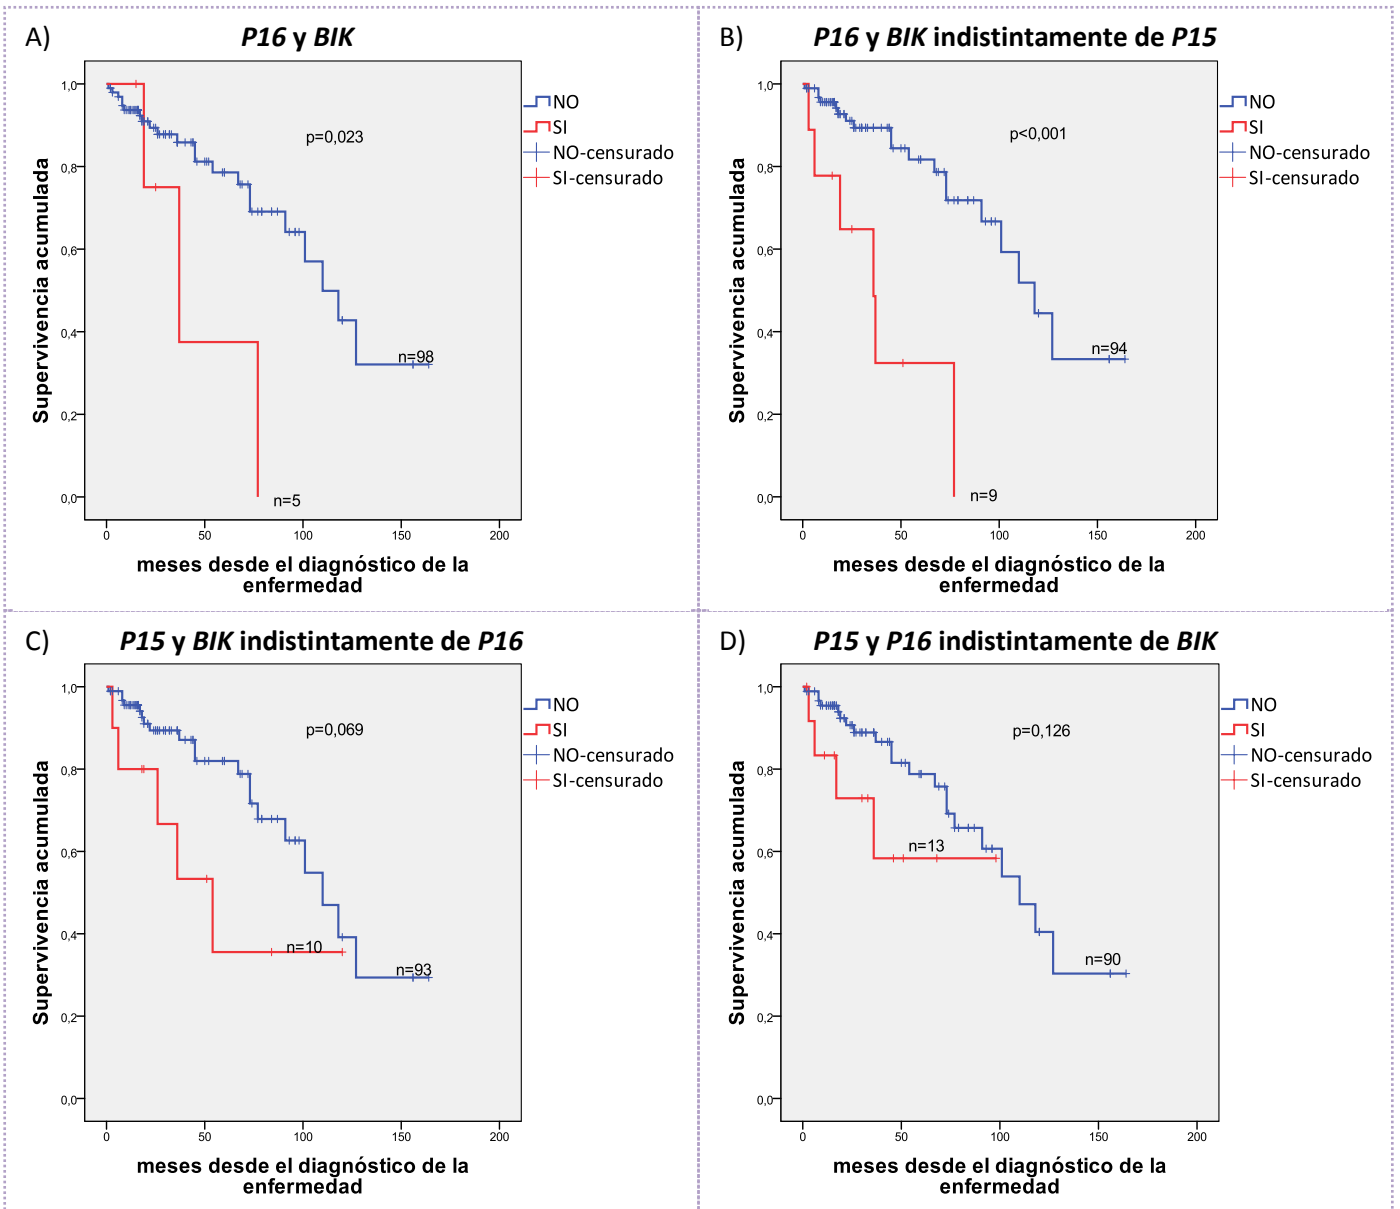 A)
P16 y BIK
Supervivencia acumulada
1,0
0,8
0,6
0,4
0,2
0,0
p=0,023
n=98
n=5
0
50
100
150
200
meses desde el diagnóstico de la
enfermedad
NO
SI
NO-censurado
SI-censurado
B)
P16 y BIK indistintamente de P15
Supervivencia acumulada
1,0
0,8
0,6
0,4
0,2
0,0
p<0,001
n=94
n=9
0
50
100
150
200
meses desde el diagnóstico de la
enfermedad
NO
SI
NO-censurado
SI-censurado
C)
P15 y BIK indistintamente de P16
Supervivencia acumulada
1,0
0,8
0,6
0,4
0,2
0,0
p=0,069
n=10
n=93
0
50
100
150
200
meses desde el diagnóstico de la
enfermedad
NO
SI
NO-censurado
SI-censurado
D)
P15 y P16 indistintamente de BIK
Supervivencia acumulada
1,0
0,8
0,6
0,4
0,2
0,0
p=0,126
n=13
n=90
0
50
100
150
200
meses desde el diagnóstico de la
enfermedad
NO
SI
NO-censurado
SI-censurado